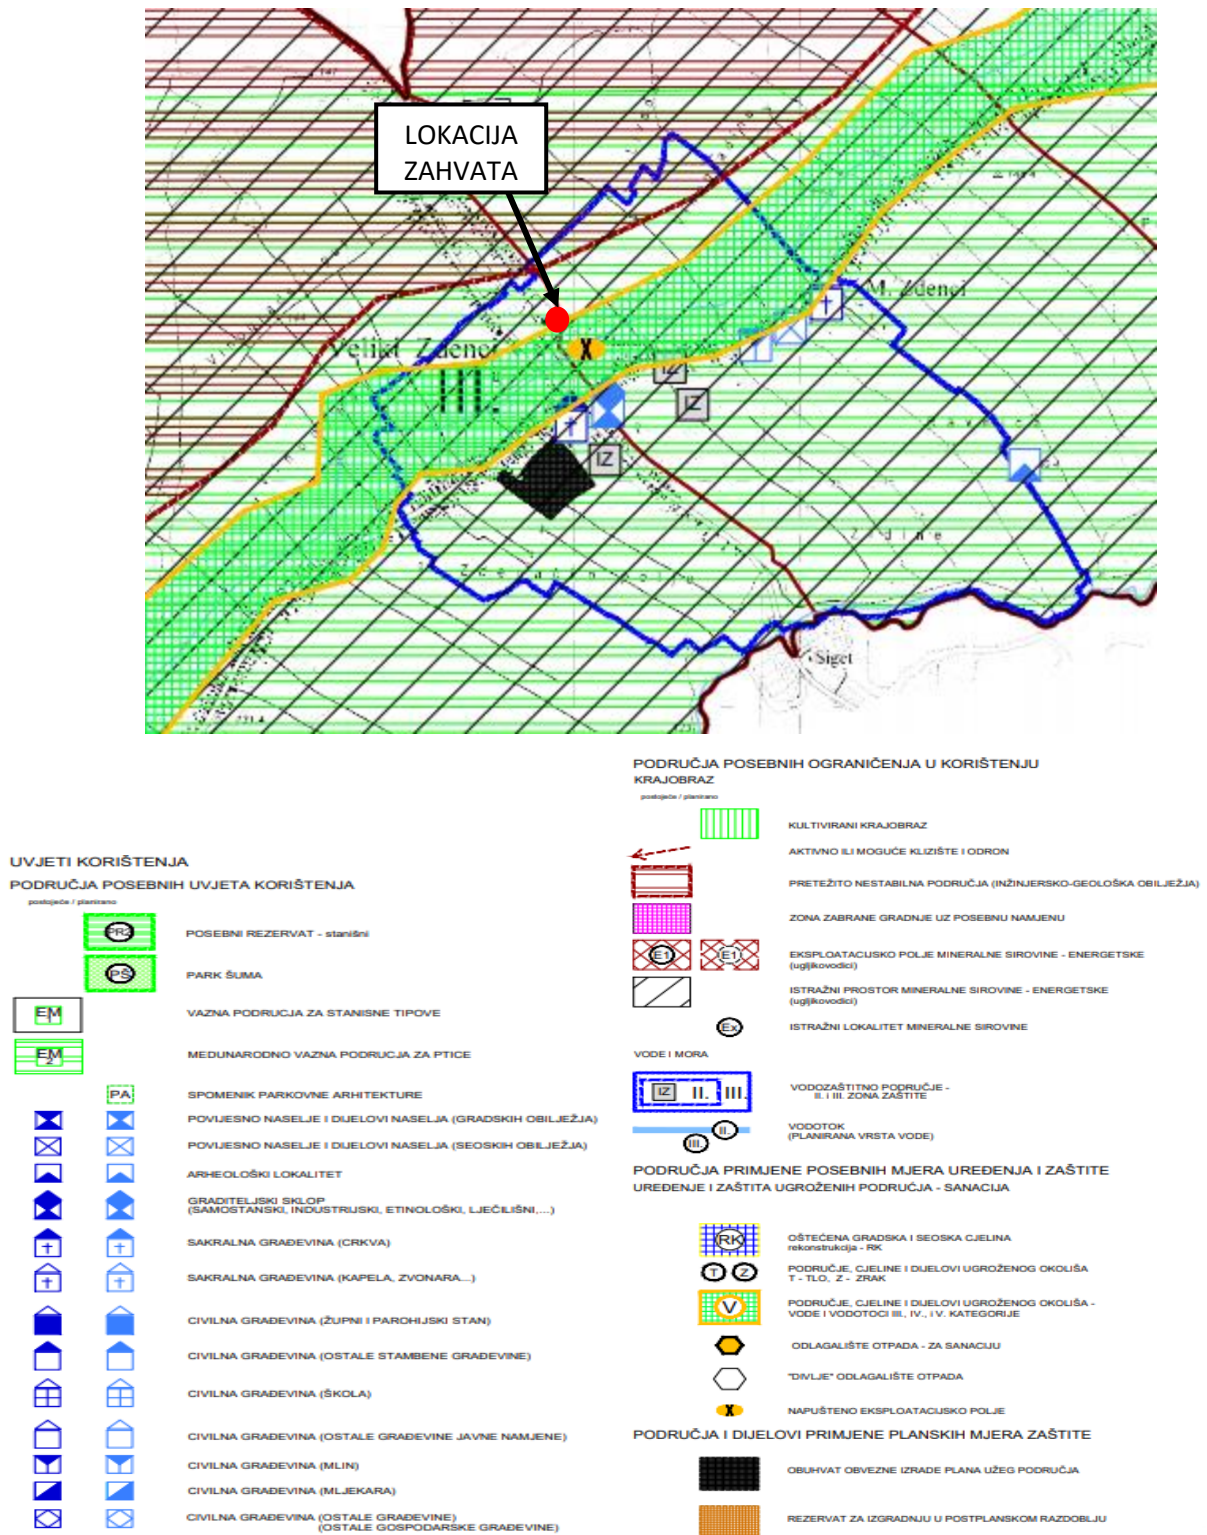 LOKACIJA
ZAHVATA
M. Zdenci
Veliki Zdenci
III.
X
IZ
IZ
IZ
Siget
PODRUČJA POSEBNIH OGRANIČENJA U KORIŠTENJU
KRAJOBRAZ
postojeće / planirano
KULTIVIRANI KRAJOBRAZ
AKTIVNO ILI MOGUĆE KLIZIŠTE I ODRON
PRETEŽITO NESTABILNA PODRUČJA (INŽINJERSKO-GEOLOŠKA OBILJEŽJA)
ZONA ZABRANE GRADNJE UZ POSEBNU NAMJENU
E1 E1 EKSPLOATACIJSKO POLJE MINERALNE SIROVINE - ENERGETSKE
(ugljikovodici)
ISTRAŽNI PROSTOR MINERALNE SIROVINE - ENERGETSKE
(ugljikovodici)
Ex ISTRAŽNI LOKALITET MINERALNE SIROVINE
VODE I MORA
IZ II. III. VODOZAŠTITNO PODRUČJE -
II. i III. ZONA ZAŠTITE
II. III. VODOTOK
(PLANIRANA VRSTA VODE)
PODRUČJA PRIMJENE POSEBNIH MJERA UREĐENJA I ZAŠTITE
UREĐENJE I ZAŠTITA UGROŽENIH PODRUČJA - SANACIJA
RK OŠTEĆENA GRADSKA I SEOSKA CJELINA
rekonstrukcija - RK
T Z PODRUČJE, CJELINE I DIJELOVI UGROŽENOG OKOLIŠA
T - TLO, Z - ZRAK
V PODRUČJE, CJELINE I DIJELOVI UGROŽENOG OKOLIŠA -
VODE I VODOTOCI III., IV., i V. KATEGORIJE
ODLAGALIŠTE OTPADA - ZA SANACIJU
"DIVLJE" ODLAGALIŠTE OTPADA
X NAPUŠTENO EKSPLOATACIJSKO POLJE
PODRUČJA I DIJELOVI PRIMJENE PLANSKIH MJERA ZAŠTITE
OBUHVAT OBVEZNE IZRADE PLANA UŽEG PODRUČJA
REZERVAT ZA IZGRADNJU U POSTPLANSKOM RAZDOBLJU
UVJETI KORIŠTENJA
PODRUČJA POSEBNIH UVJETA KORIŠTENJA
postojeće / planirano
PR2 POSEBNI REZERVAT - stanišni
PŠ PARK ŠUMA
EM 1 VAZNA PODRUCJA ZA STANISNE TIPOVE
EM 2 MEDUNARODNO VAZNA PODRUCJA ZA PTICE
PA SPOMENIK PARKOVNE ARHITEKTURE
POVIJESNO NASELJE I DIJELOVI NASELJA (GRADSKIH OBILJEŽJA)
POVIJESNO NASELJE I DIJELOVI NASELJA (SEOSKIH OBILJEŽJA)
ARHEOLOŠKI LOKALITET
GRADITELJSKI SKLOP
(SAMOSTANSKI, INDUSTRIJSKI, ETINOLOŠKI, LJEČILIŠNI,...)
SAKRALNA GRAĐEVINA (CRKVA)
SAKRALNA GRAĐEVINA (KAPELA, ZVONARA...)
CIVILNA GRAĐEVINA (ŽUPNI I PAROHIJSKI STAN)
CIVILNA GRAĐEVINA (OSTALE STAMBENE GRAĐEVINE)
CIVILNA GRAĐEVINA (ŠKOLA)
CIVILNA GRAĐEVINA (OSTALE GRAĐEVINE JAVNE NAMJENE)
CIVILNA GRAĐEVINA (MLIN)
CIVILNA GRAĐEVINA (MLJEKARA)
CIVILNA GRAĐEVINA (OSTALE GRAĐEVINE)
(OSTALE GOSPODARSKE GRAĐEVINE)